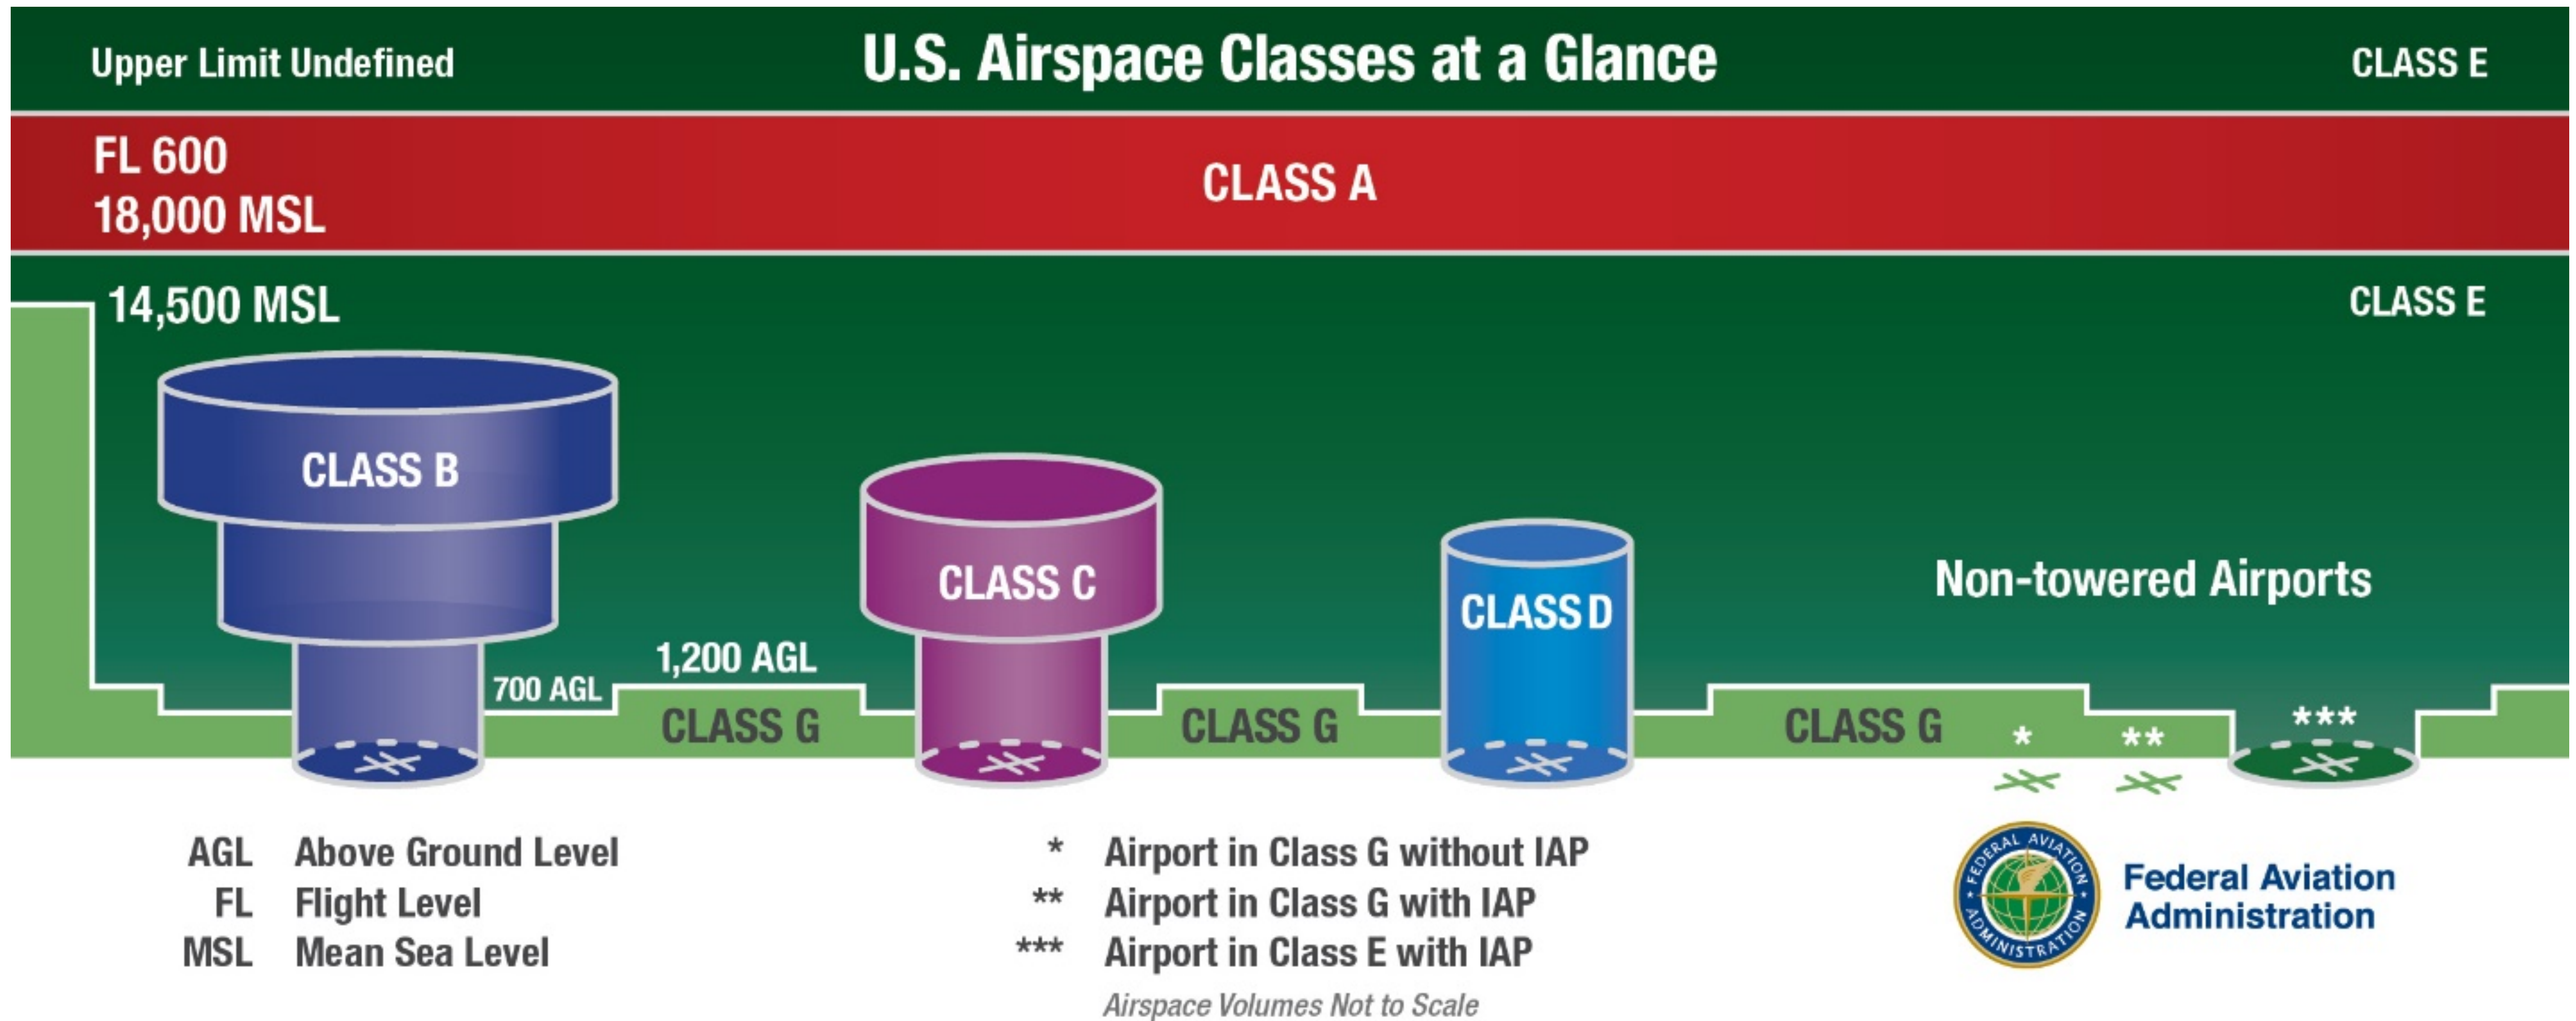 U.S. Airspace Classes at a Glance
Upper Limit Undefined
CLASS E
FL 600
18,000 MSL
CLASS A
14,500 MSL
CLASS E
CLASS B
CLASS C
CLASS D
Non-towered Airports
700 AGL
1,200 AGL
CLASS G
CLASS G
CLASS G
*
**
***
AGL Above Ground Level
FL Flight Level
MSL Mean Sea Level
* Airport in Class G without IAP
** Airport in Class G with IAP
*** Airport in Class E with IAP
Airspace Volumes Not to Scale
FEDERAL AVIATION
ADMINISTRATION
Federal Aviation
Administration